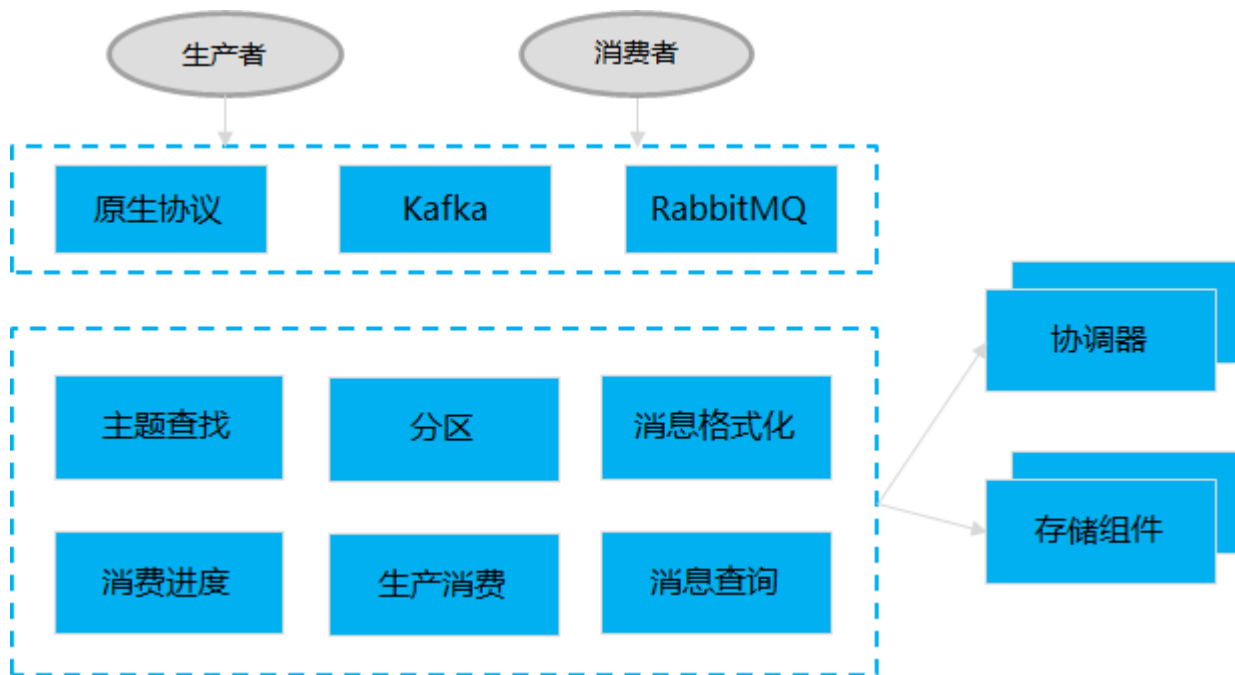 生产者
消费者
原生协议
Kafka
RabbitMQ
协调器
主题查找
分区
消息格式化
存储组件
消费进度
生产消费
消息查询